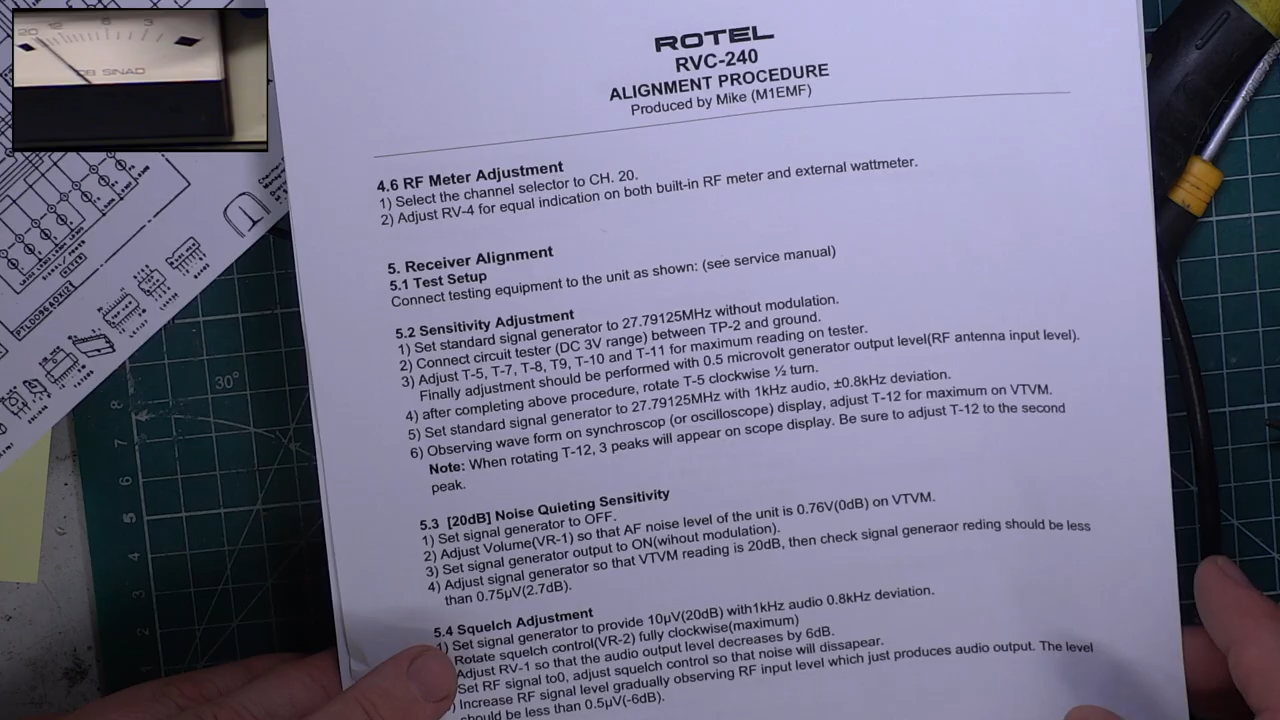 20 12 6 3
DB SINAD
ROTEL
RVC-240
ALIGNMENT PROCEDURE
Produced by Mike (M1EMF)
4.6 RF Meter Adjustment
1) Select the channel selector to CH. 20.
2) Adjust RV-4 for equal indication on both built-in RF meter and external wattmeter.
5. Receiver Alignment
5.1 Test Setup
Connect testing equipment to the unit as shown: (see service manual)
5.2 Sensitivity Adjustment
1) Set standard signal generator to 27.79125MHz without modulation.
2) Connect circuit tester (DC 3V range) between TP-2 and ground.
3) Adjust T-5, T-7, T-8, T9, T-10 and T-11 for maximum reading on tester.
Finally adjustment should be performed with 0.5 microvolt generator output level(RF antenna input level).
4) after completing above procedure, rotate T-5 clockwise ½ turn.
5) Set standard signal generator to 27.79125MHz with 1kHz audio, ±0.8kHz deviation.
6) Observing wave form on synchroscop (or oscilloscope) display, adjust T-12 for maximum on VTVM.
Note: When rotating T-12, 3 peaks will appear on scope display. Be sure to adjust T-12 to the second
peak.
5.3 [20dB] Noise Quieting Sensitivity
1) Set signal generator to OFF.
2) Adjust Volume(VR-1) so that AF noise level of the unit is 0.76V(0dB) on VTVM.
3) Set signal generator output to ON(wihout modulation).
4) Adjust signal generator so that VTVM reading is 20dB, then check signal generaor reding should be less
than 0.75µV(2.7dB).
5.4 Squelch Adjustment
1) Set signal generator to provide 10µV(20dB) with1kHz audio 0.8kHz deviation.
Rotate squelch control(VR-2) fully clockwise(maximum)
Adjust RV-1 so that the audio output level decreases by 6dB.
Set RF signal to0, adjust squelch control so that noise will dissapear.
) Increase RF signal level gradually observing RF input level which just produces audio output. The level
should be less than 0.5µV(-6dB).
PTLD096A0X1Z
METER
30°
8
7
6
5
4
3
2
1